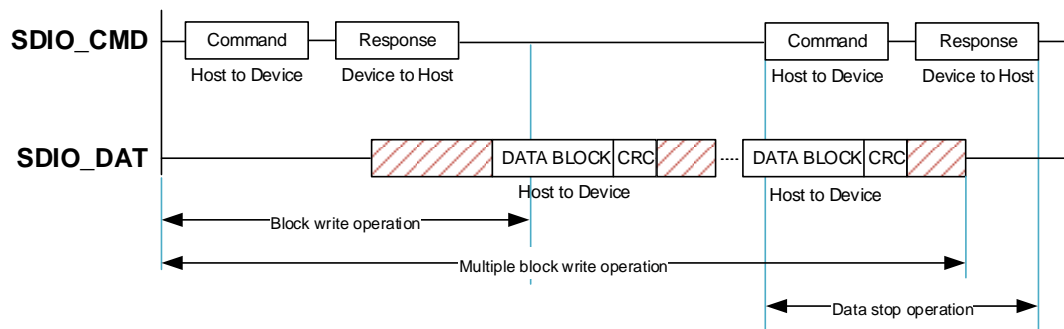 SDIO_CMD Command Response Command Response
Host to Device Device to Host Host to Device Device to Host
SDIO_DAT DATA BLOCK CRC DATA BLOCK CRC
Host to Device Host to Device
Block write operation
Multiple block write operation
Data stop operation